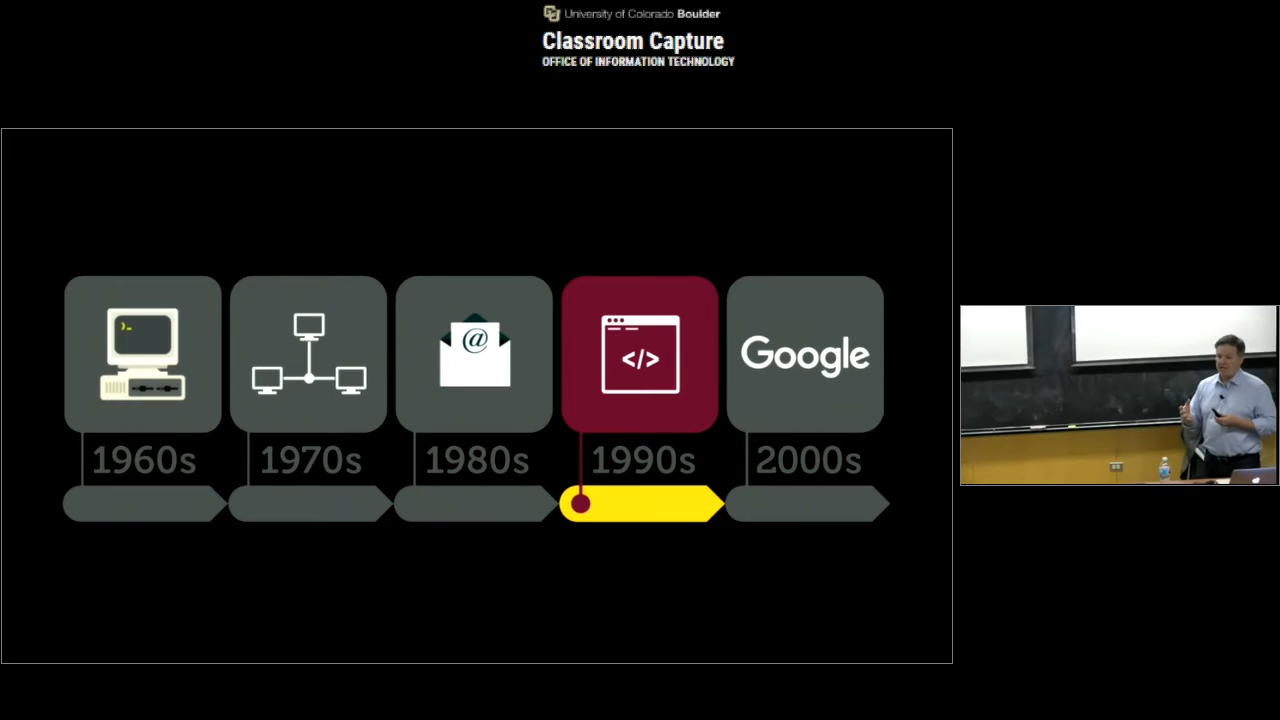 University of Colorado Boulder
Classroom Capture
OFFICE OF INFORMATION TECHNOLOGY
@
</>
Google
1960s
1970s
1980s
1990s
2000s